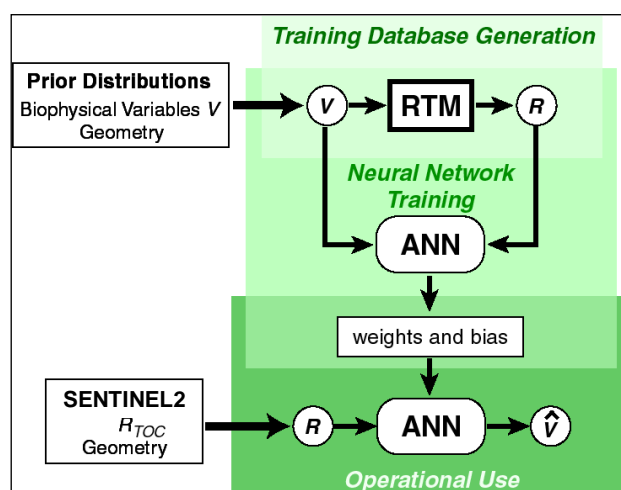 Training Database Generation
Prior Distributions
Biophysical Variables V
Geometry
V
RTM
R
Neural Network
Training
ANN
weights and bias
SENTINEL2
R_TOC
Geometry
R
ANN
V̂
Operational Use